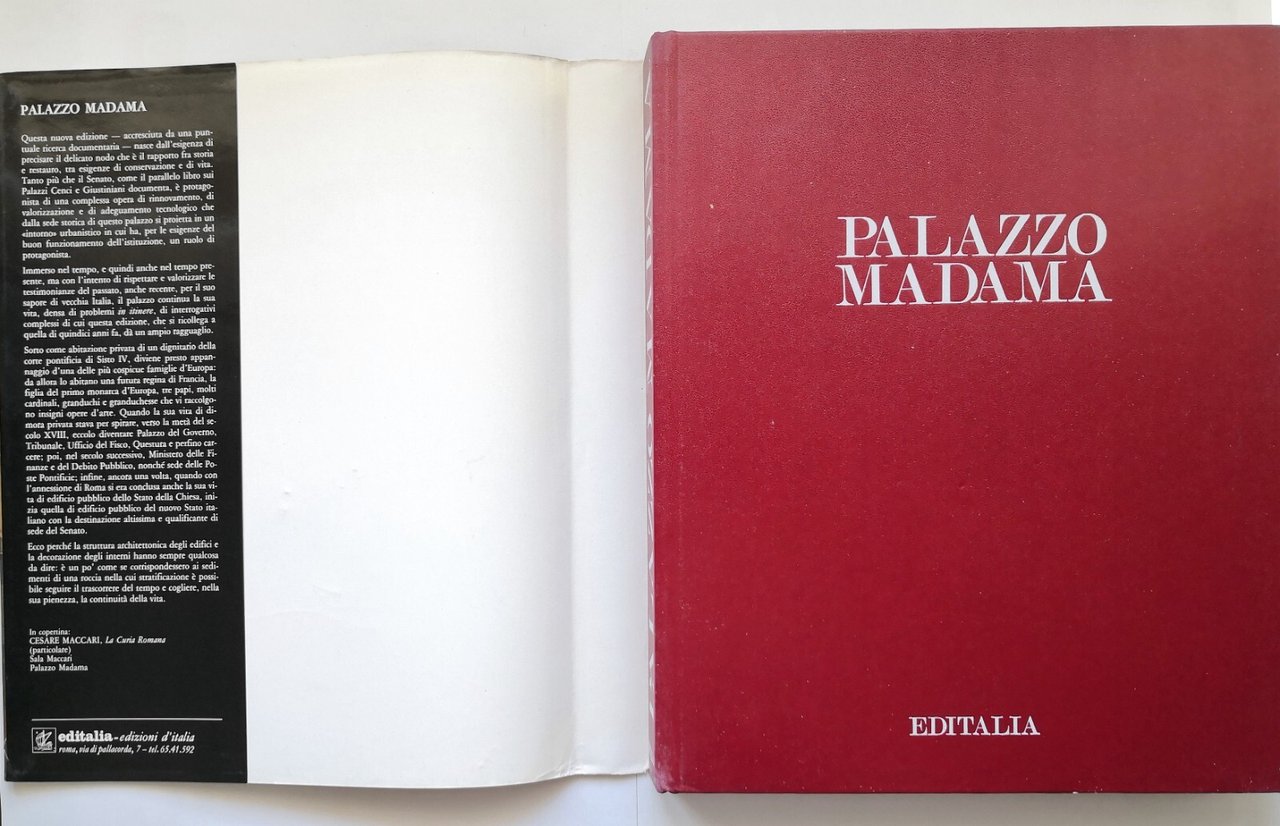 PALAZZO MADAMA
Questa nuova edizione — accresciuta da una pun-
tuale ricerca documentaria — nasce dall'esigenza di
precisare il delicato nodo che è il rapporto fra storia
e restauro, tra esigenze di conservazione e di vita.
Tanto più che il Senato, come il parallelo libro sui
Palazzi Cenci e Giustiniani documenta, è protago-
nista di una complessa opera di rinnovamento, di
valorizzazione e di adeguamento tecnologico che
dalla sede storica di questo palazzo si proietta in un
«intorno» urbanistico in cui ha, per le esigenze del
buon funzionamento dell'istituzione, un ruolo di
protagonista.
Immerso nel tempo, e quindi anche nel tempo pre-
sente, ma con l'intento di rispettare e valorizzare le
testimonianze del passato, anche recente, per il suo
sapore di vecchia Italia, il palazzo continua la sua
vita, densa di problemi in itinere, di interrogativi
complessi di cui questa edizione, che si ricollega a
quella di quindici anni fa, dà un ampio ragguaglio.
Sorto come abitazione privata di un dignitario della
corte pontificia di Sisto IV, diviene presto appan-
naggio d'una delle più cospicue famiglie d'Europa:
da allora lo abitano una futura regina di Francia, la
figlia del primo monarca d'Europa, tre papi, molti
cardinali, granduchi e granduchesse che vi raccolgo-
no insigni opere d'arte. Quando la sua vita di di-
mora privata stava per spirare, verso la metà del se-
colo XVIII, eccolo diventare Palazzo del Governo,
Tribunale, Ufficio del Fisco, Questura e perfino car-
cere; poi, nel secolo successivo, Ministero delle Fi-
nanze e del Debito Pubblico, nonché sede delle Po-
ste Pontificie; infine, ancora una volta, quando con
l'annessione di Roma si era conclusa anche la sua vi-
ta di edificio pubblico dello Stato della Chiesa, ini-
zia quella di edificio pubblico del nuovo Stato ita-
liano con la destinazione altissima e qualificante di
sede del Senato.
Ecco perché la struttura architettonica degli edifici e
la decorazione degli interni hanno sempre qualcosa
da dire: è un po' come se corrispondessero ai sedi-
menti di una roccia nella cui stratificazione è possi-
bile seguire il trascorrere del tempo e cogliere, nella
sua pienezza, la continuità della vita.
In copertina:
CESARE MACCARI, La Curia Romana
(particolare)
Sala Maccari
Palazzo Madama
editalia - edizioni d'italia
roma, via di pallacorda, 7 – tel. 65.41.592
PALAZZO MADAMA
PALAZZO
MADAMA
EDITALIA